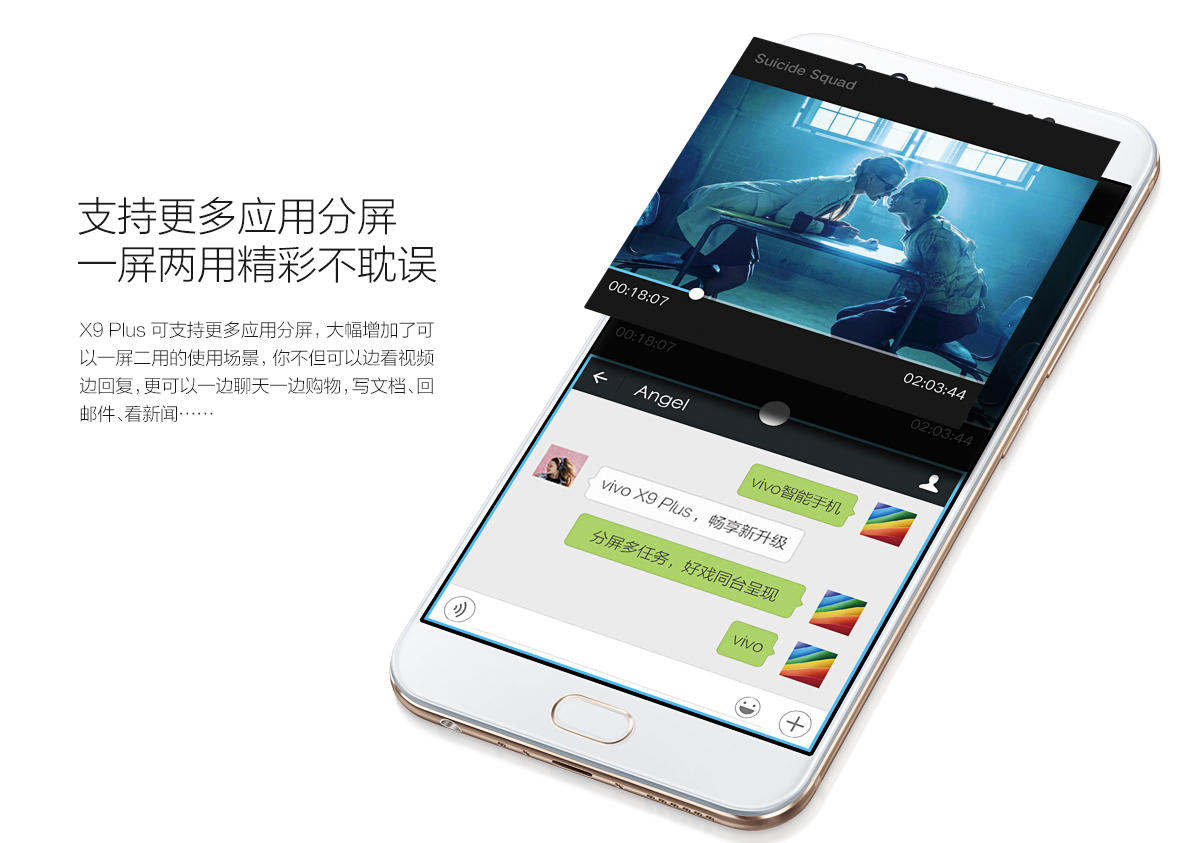 支持更多应用分屏
一屏两用精彩不耽误
X9 Plus 可支持更多应用分屏，大幅增加了可
以一屏二用的使用场景，你不但可以边看视频
边回复，更可以一边聊天一边购物，写文档、回
邮件、看新闻……
Suicide Squad
00:18:07
02:03:44
00:18:07
02:03:44
Angel
vivo智能手机
vivo X9 Plus，畅享新升级
分屏多任务，好戏同台呈现
vivo